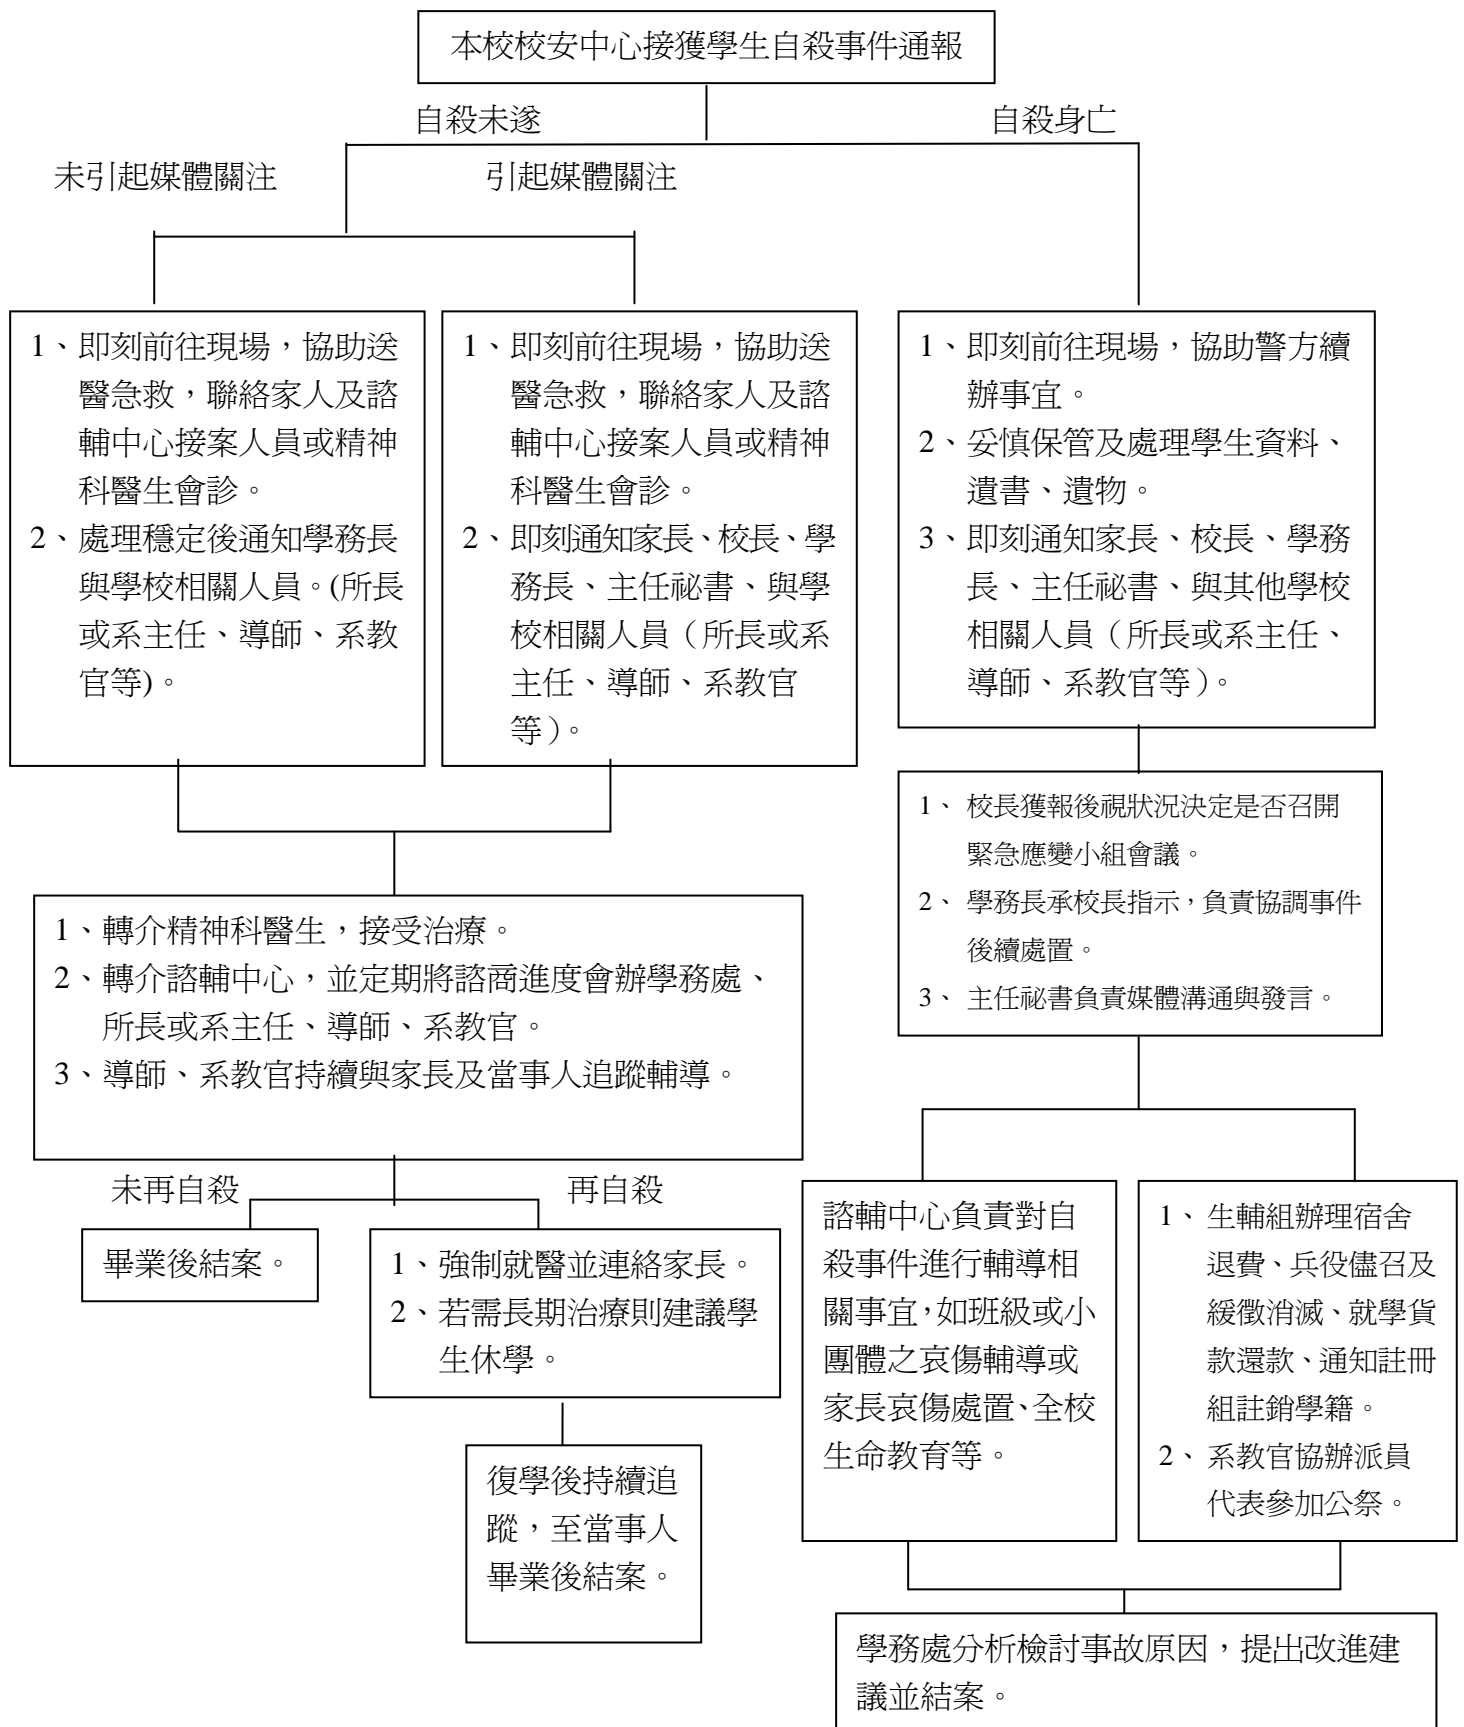 本校校安中心接獲學生自殺事件通報
自殺未遂
自殺身亡
未引起媒體關注
引起媒體關注
1、即刻前往現場，協助送
醫急救，聯絡家人及諮
輔中心接案人員或精神
科醫生會診。
2、處理穩定後通知學務長
與學校相關人員。(所長
或系主任、導師、系教
官等)。
1、即刻前往現場，協助送
醫急救，聯絡家人及諮
輔中心接案人員或精神
科醫生會診。
2、即刻通知家長、校長、學
務長、主任祕書、與學
校相關人員（所長或系
主任、導師、系教官
等）。
1、即刻前往現場，協助警方續
辦事宜。
2、妥慎保管及處理學生資料、
遺書、遺物。
3、即刻通知家長、校長、學務
長、主任祕書、與其他學校
相關人員（所長或系主任、
導師、系教官等）。
1、 校長獲報後視狀況決定是否召開
緊急應變小組會議。
2、 學務長承校長指示，負責協調事件
後續處置。
3、 主任祕書負責媒體溝通與發言。
1、轉介精神科醫生，接受治療。
2、轉介諮輔中心，並定期將諮商進度會辦學務處、
所長或系主任、導師、系教官。
3、導師、系教官持續與家長及當事人追蹤輔導。
未再自殺
再自殺
畢業後結案。
1、強制就醫並連絡家長。
2、若需長期治療則建議學
生休學。
復學後持續追
蹤，至當事人
畢業後結案。
諮輔中心負責對自
殺事件進行輔導相
關事宜，如班級或小
團體之哀傷輔導或
家長哀傷處置、全校
生命教育等。
1、 生輔組辦理宿舍
退費、兵役儘召及
緩徵消滅、就學貨
款還款、通知註冊
組註銷學籍。
2、 系教官協辦派員
代表參加公祭。
學務處分析檢討事故原因，提出改進建
議並結案。